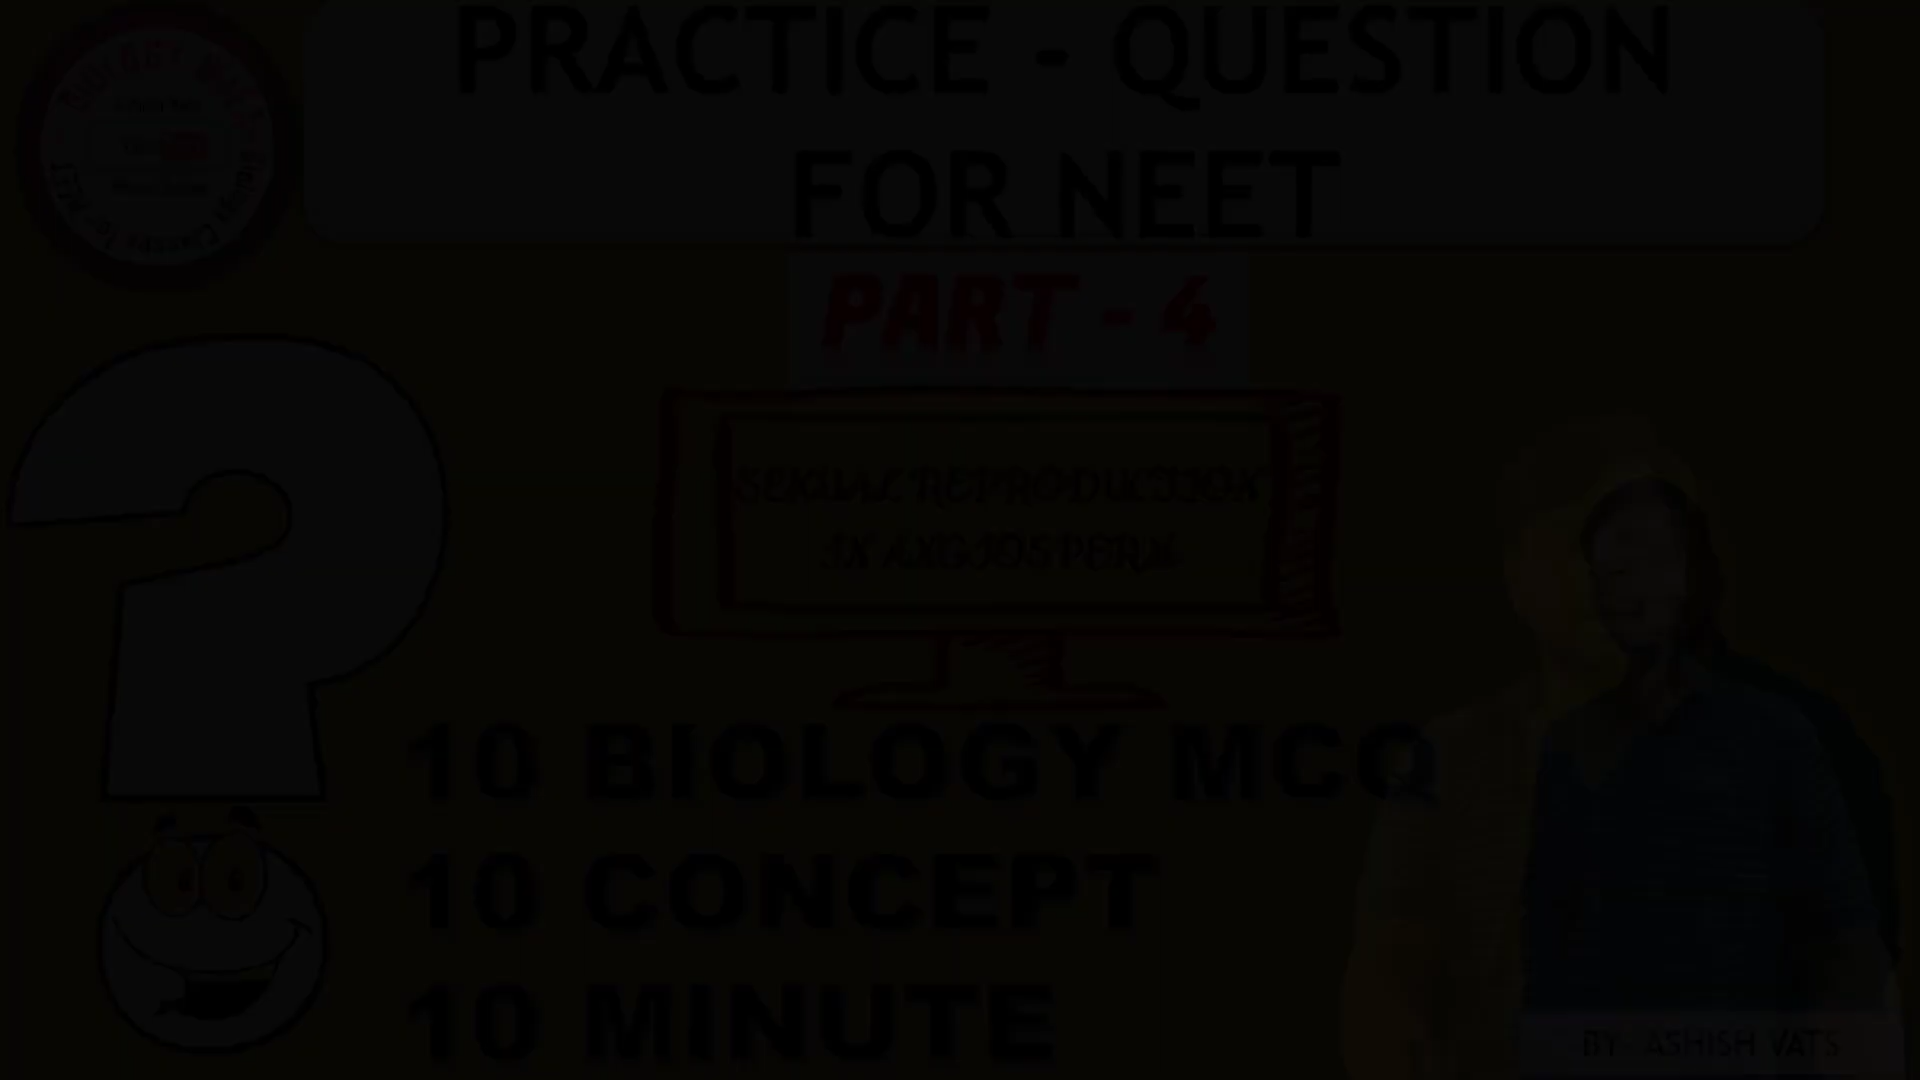 PRACTICE - QUESTION
FOR NEET
PART - 4
SEXUAL REPRODUCTION
IN ANGIOSPERM
10 BIOLOGY MCQ
10 CONCEPT
10 MINUTE
BY ASHISH VATS